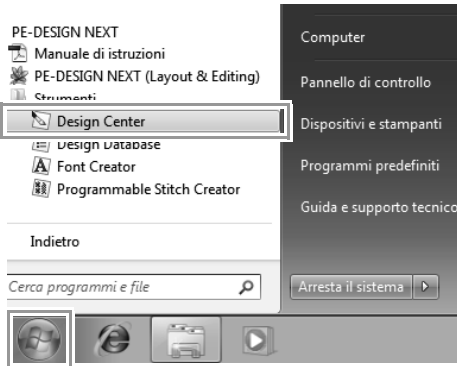 PE-DESIGN NEXT
Manuale di istruzioni
PE-DESIGN NEXT (Layout & Editing)
Strumenti
Design Center
Design Database
Font Creator
Programmable Stitch Creator
Indietro
Cerca programmi e file
Computer
Pannello di controllo
Dispositivi e stampanti
Programmi predefiniti
Guida e supporto tecnico
Arresta il sistema